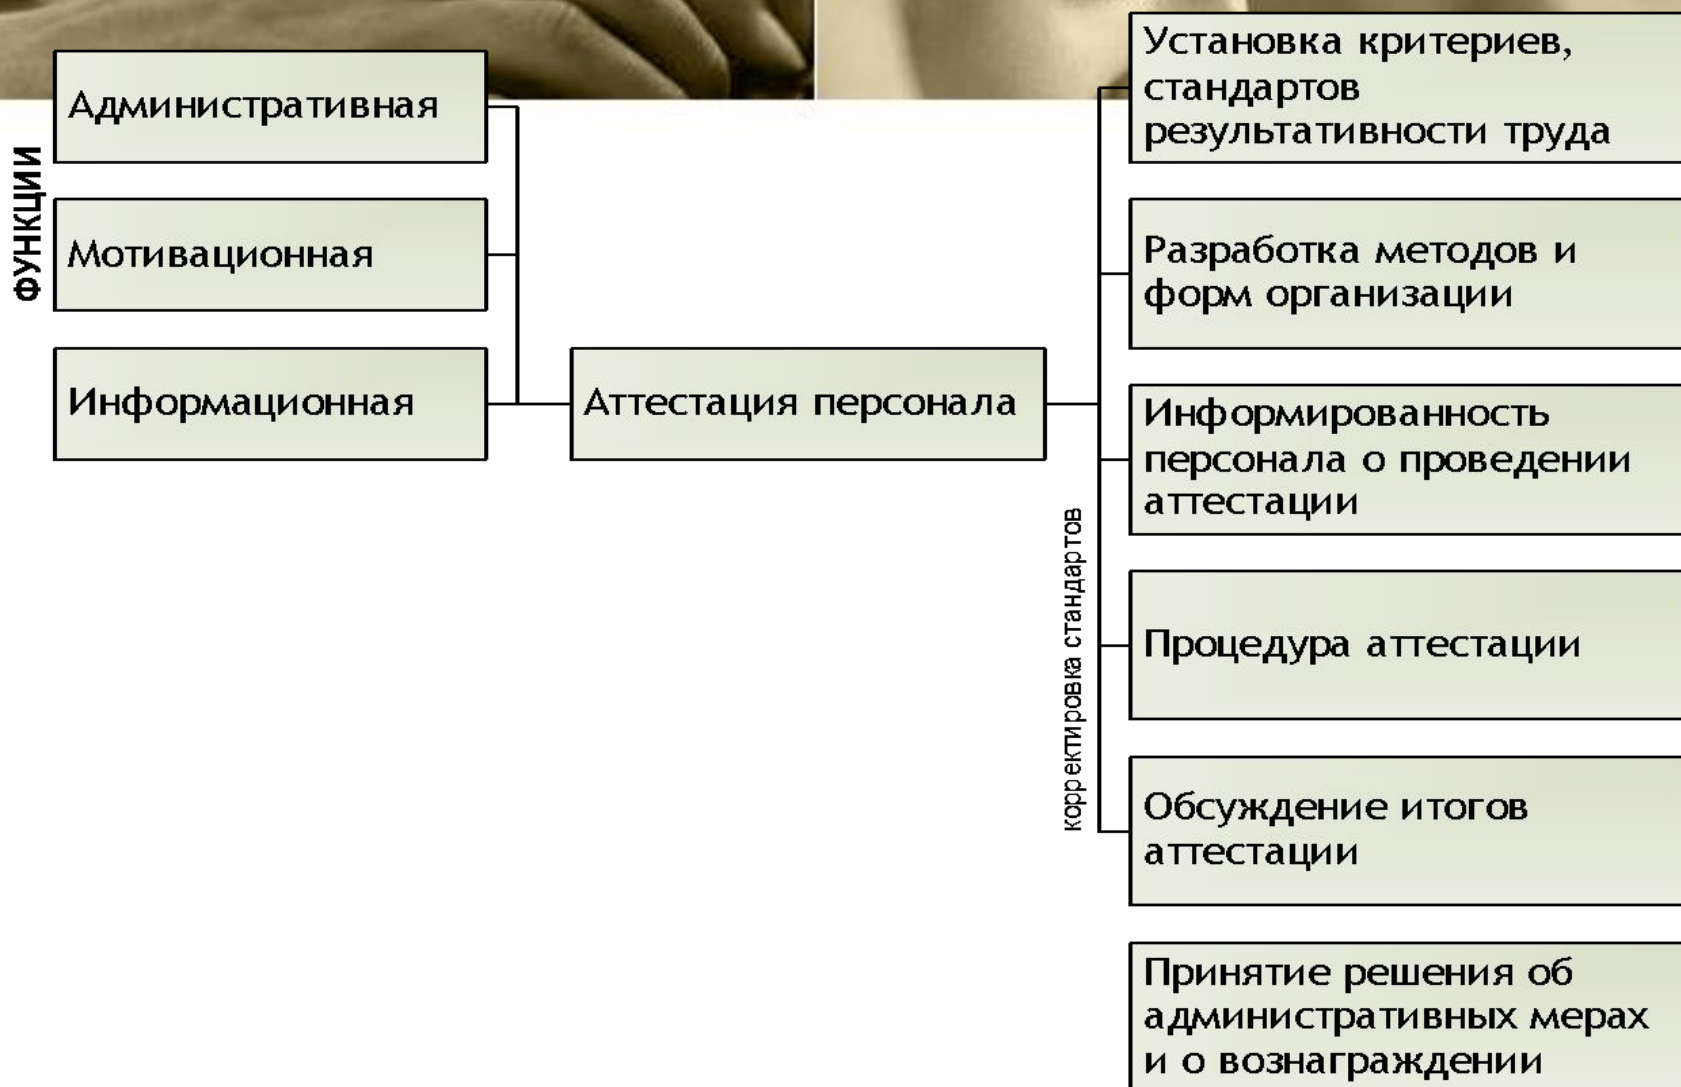 ФУНКЦИИ
Административная
Мотивационная
Информационная
Аттестация персонала
корректировка стандартов
Установка критериев,
стандартов
результативности труда
Разработка методов и
форм организации
Информированность
персонала о проведении
аттестации
Процедура аттестации
Обсуждение итогов
аттестации
Принятие решения об
административных мерах
и о вознаграждении